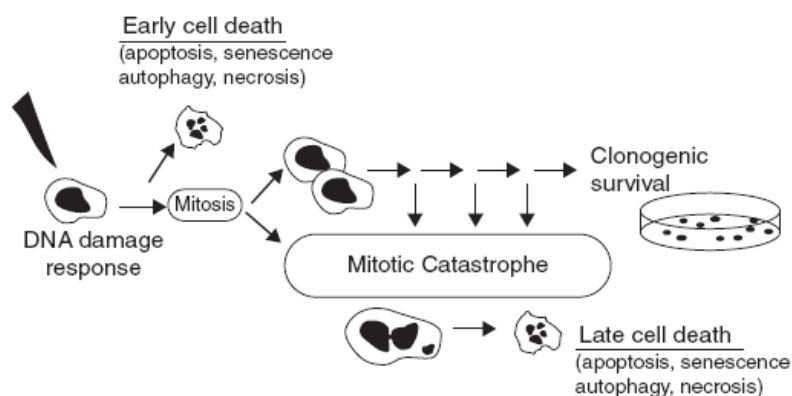 Early cell death
(apoptosis, senescence
autophagy, necrosis)
Mitosis
DNA damage
response
Clonogenic
survival
Mitotic Catastrophe
Late cell death
(apoptosis, senescence
autophagy, necrosis)